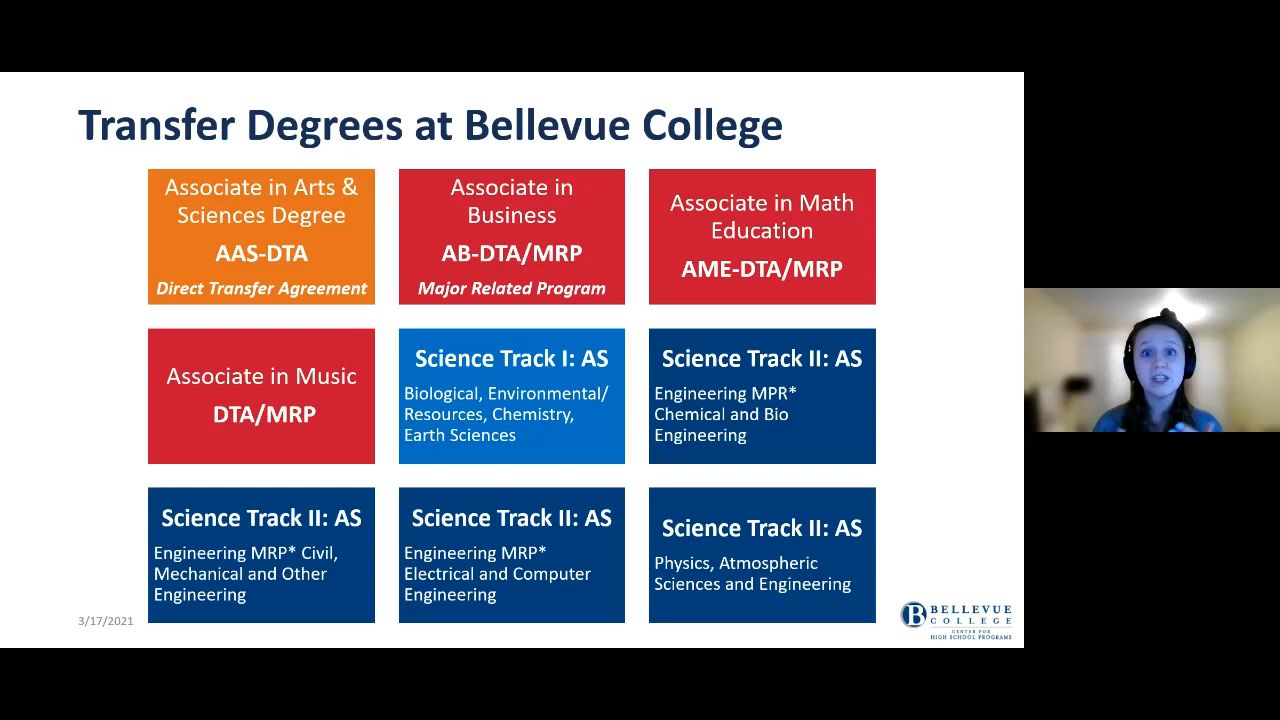 Transfer Degrees at Bellevue College
Associate in Arts &
Sciences Degree
AAS-DTA
Direct Transfer Agreement
Associate in
Business
AB-DTA/MRP
Major Related Program
Associate in Math
Education
AME-DTA/MRP
Associate in Music
DTA/MRP
Science Track I: AS
Biological, Environmental/
Resources, Chemistry,
Earth Sciences
Science Track II: AS
Engineering MPR*
Chemical and Bio
Engineering
Science Track II: AS
Engineering MRP* Civil,
Mechanical and Other
Engineering
Science Track II: AS
Engineering MRP*
Electrical and Computer
Engineering
Science Track II: AS
Physics, Atmospheric
Sciences and Engineering
3/17/2021
B
BELLEVUE
COLLEGE
CENTER FOR
HIGH SCHOOL PROGRAMS